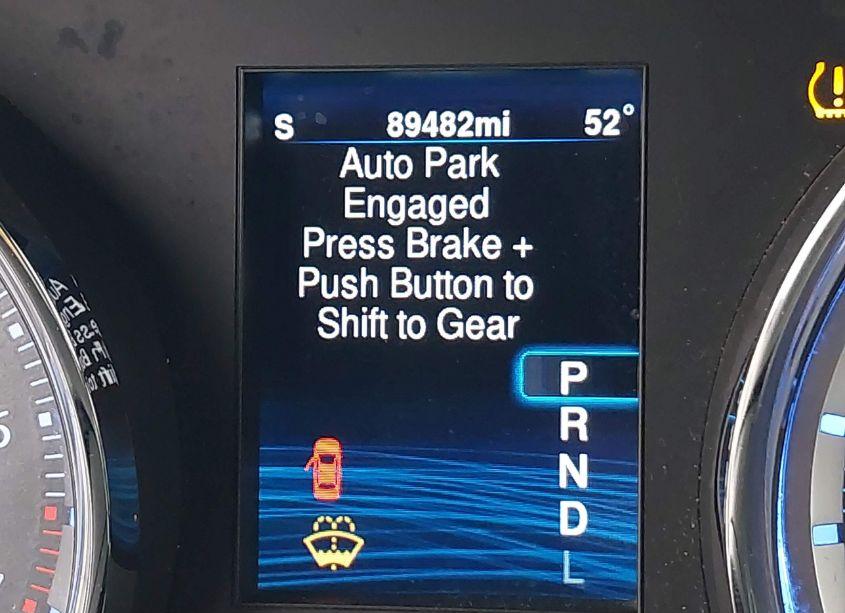 S 89482mi 52°
Auto Park
Engaged
Press Brake +
Push Button to
Shift to Gear
P
R
N
D
L